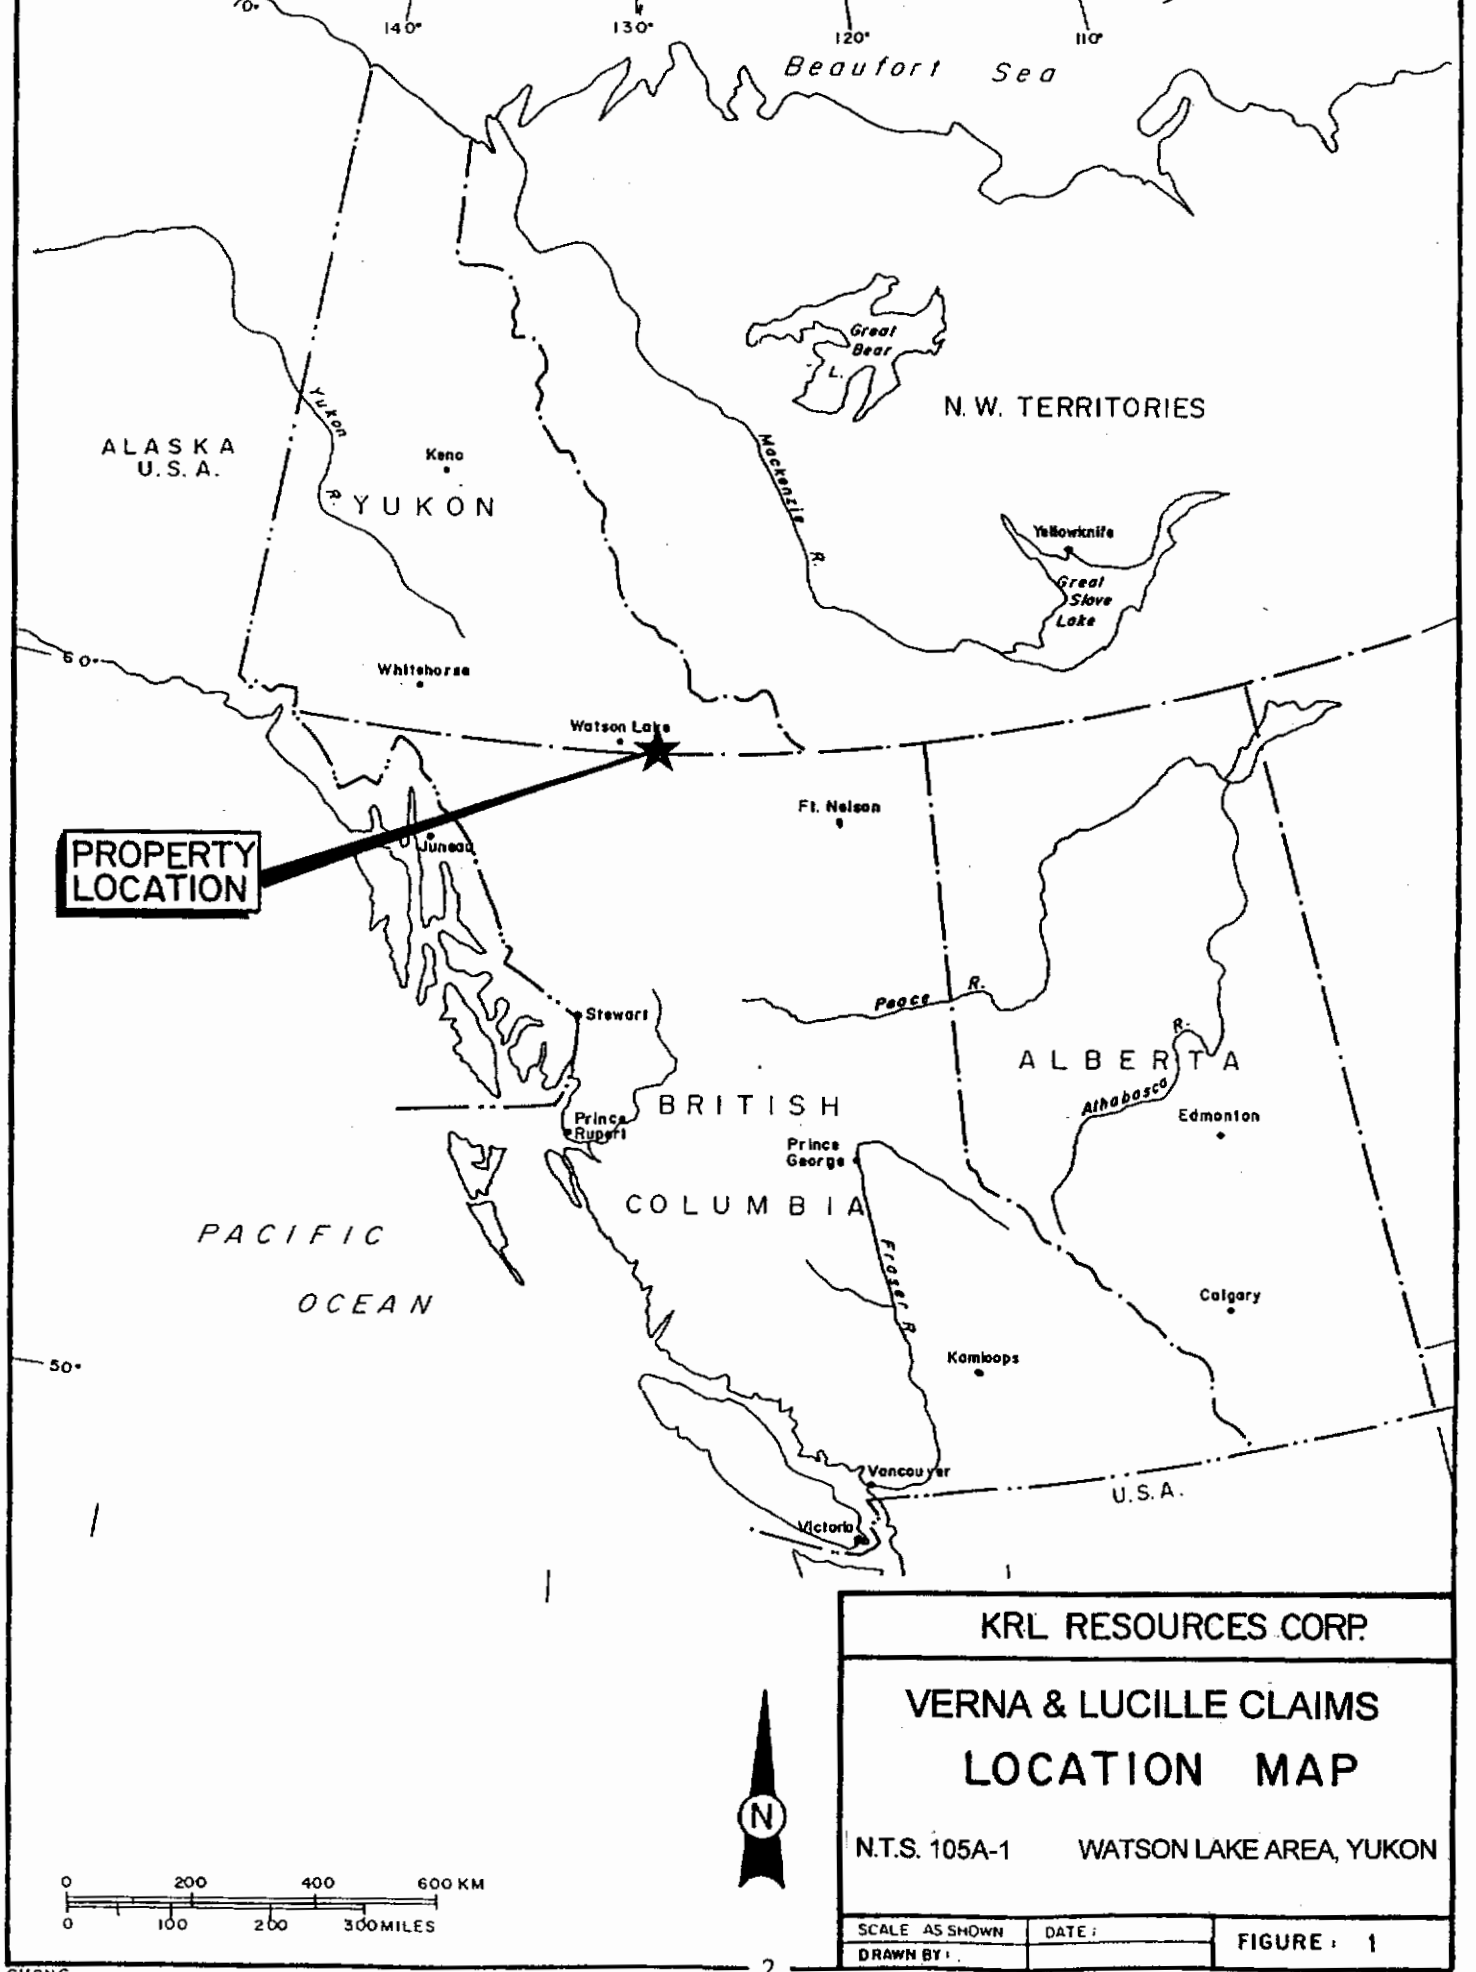 140°
130°
120°
110°
Beaufort Sea
Great
Bear
L.
N.W. TERRITORIES
ALASKA
U.S.A.
Yukon
R.
Keno
YUKON
Mackenzie
R.
Yellowknife
Great
Slave
Lake
60°
Whitehorse
Watson Lake
Ft. Nelson
PROPERTY
LOCATION
Juneau
Peace R.
Stewart
R.
ALBERTA
Athabasca
Edmonton
BRITISH
Prince
Rupert
Prince
George
COLUMBIA
PACIFIC
OCEAN
Fraser R.
Calgary
Kamloops
50°
Vancouver
U.S.A.
Victoria
KRL RESOURCES CORP.
VERNA & LUCILLE CLAIMS
LOCATION MAP
N.T.S. 105A-1 WATSON LAKE AREA, YUKON
N
0 200 400 600 KM
0 100 200 300 MILES
SCALE AS SHOWN
DATE:
FIGURE: 1
DRAWN BY:
2